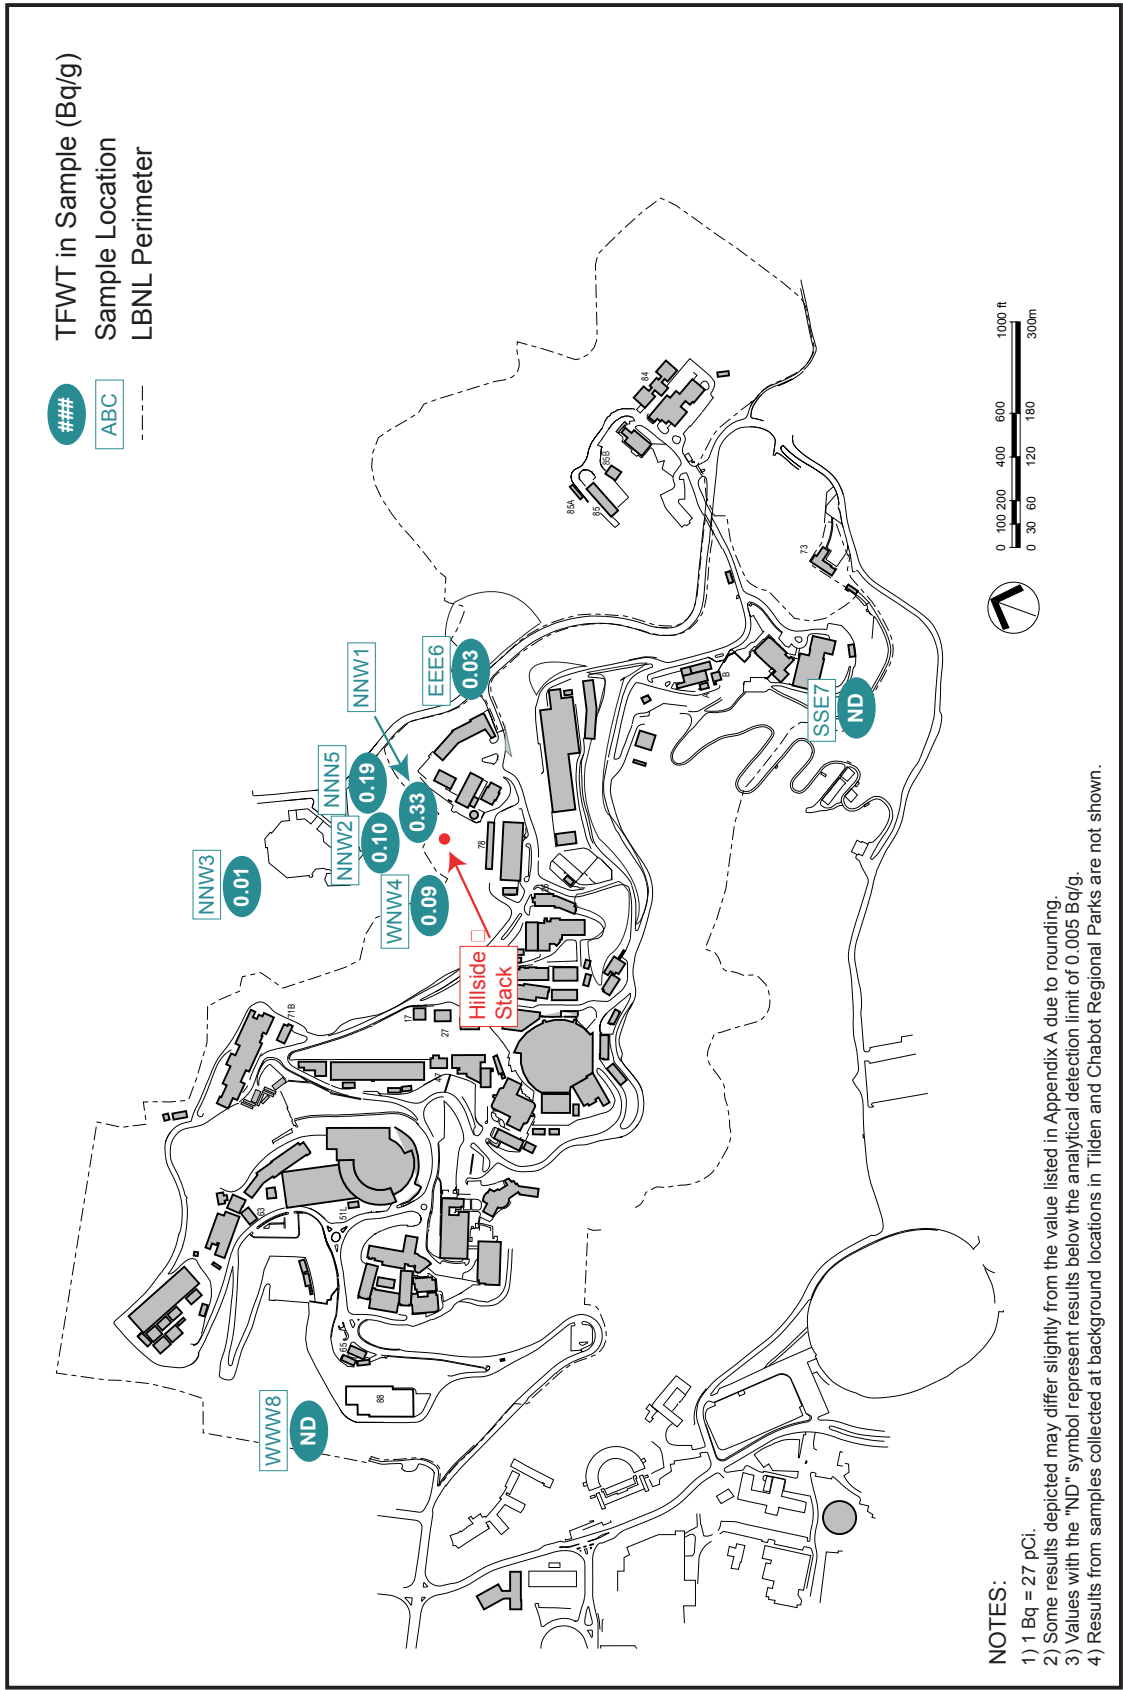 ### TFWT in Sample (Bq/g)
ABC Sample Location
LBNL Perimeter
WWW8
ND
NNW3
0.01
NNW2
0.10
NNN5
0.19
NNW1
0.33
WNW4
0.09
EEE6
0.03
SSE7
ND
Hillside
Stack
71B
17
27
47
63
51L
65
88
78
A
B
85A
85
85B
84
73
0 100 200 400 600 1000 ft
0 30 60 120 180 300m
NOTES:
1) 1 Bq = 27 pCi.
2) Some results depicted may differ slightly from the value listed in Appendix A due to rounding.
3) Values with the "ND" symbol represent results below the analytical detection limit of 0.005 Bq/g.
4) Results from samples collected at background locations in Tilden and Chabot Regional Parks are not shown.